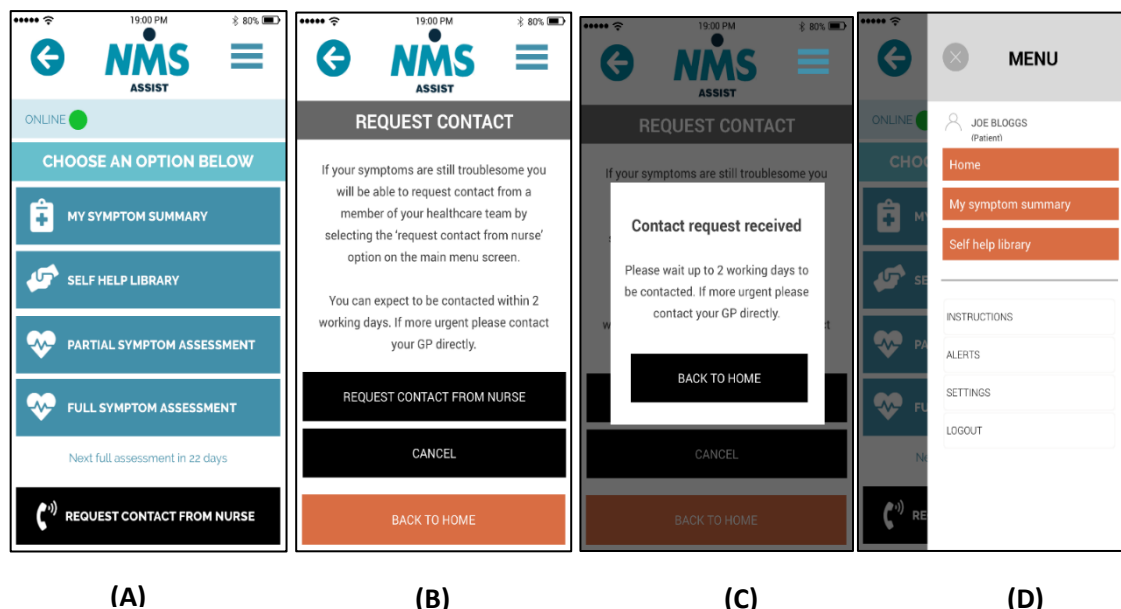 19:00 PM
80%
NMS
ASSIST
ONLINE
CHOOSE AN OPTION BELOW
MY SYMPTOM SUMMARY
SELF HELP LIBRARY
PARTIAL SYMPTOM ASSESSMENT
FULL SYMPTOM ASSESSMENT
Next full assessment in 22 days
REQUEST CONTACT FROM NURSE
(A)
19:00 PM
80%
NMS
ASSIST
REQUEST CONTACT
If your symptoms are still troublesome you
will be able to request contact from a
member of your healthcare team by
selecting the ‘request contact from nurse’
option on the main menu screen.
You can expect to be contacted within 2
working days. If more urgent please contact
your GP directly.
REQUEST CONTACT FROM NURSE
CANCEL
BACK TO HOME
(B)
19:00 PM
80%
NMS
ASSIST
REQUEST CONTACT
If your symptoms are still troublesome you
Contact request received
Please wait up to 2 working days to
be contacted. If more urgent please
contact your GP directly.
BACK TO HOME
CANCEL
BACK TO HOME
(C)
MENU
ONLINE
JOE BLOGGS
(Patient)
CHO
Home
M
My symptom summary
SE
Self help library
INSTRUCTIONS
PA
ALERTS
SETTINGS
FU
LOGOUT
Ne
RE
(D)